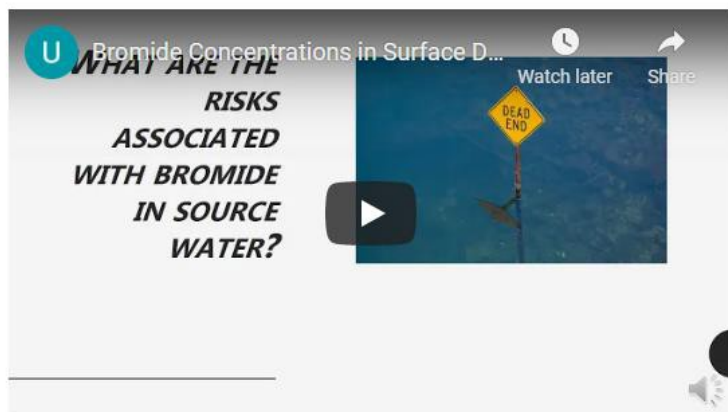 U
Bromide Concentrations in Surface D...
Watch later
Share
WHAT ARE THE
RISKS
ASSOCIATED
WITH BROMIDE
IN SOURCE
WATER?
DEAD
END